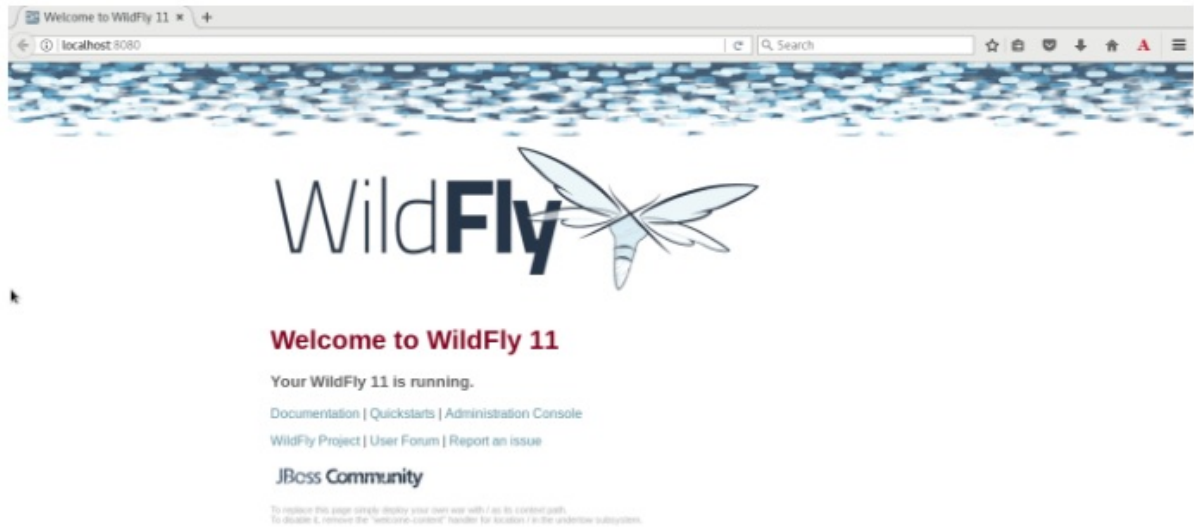 Welcome to WildFly 11
localhost:8080
Search
WildFly
Welcome to WildFly 11
Your WildFly 11 is running.
Documentation | Quickstarts | Administration Console
WildFly Project | User Forum | Report an issue
JBoss Community
To replace this page simply deploy your own war with / as its context path.
To disable it, remove the "welcome-content" handler for location / in the undertow subsystem.